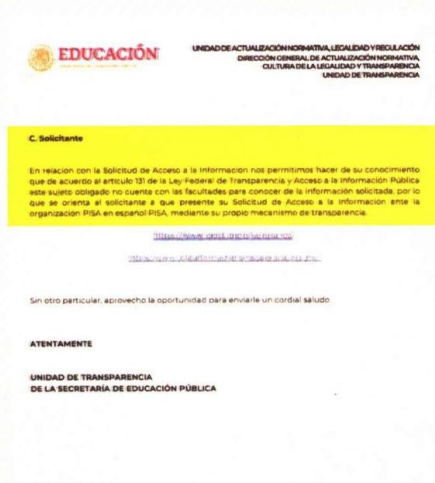 EDUCACIÓN
UNIDAD DE ACTUALIZACIÓN NORMATIVA, LEGALIDAD Y REGULACIÓN
DIRECCIÓN GENERAL DE ACTUALIZACIÓN NORMATIVA,
CULTURA DE LA LEGALIDAD Y TRANSPARENCIA
UNIDAD DE TRANSPARENCIA
C. Solicitante
En relación con la Solicitud de Acceso a la Información nos permitimos hacer de su conocimiento
que de acuerdo al artículo 131 de la Ley Federal de Transparencia y Acceso a la Información Pública
este sujeto obligado no cuente con las facultades para conocer de la información solicitada, por lo
que se orienta al solicitante a que presente su Solicitud de Acceso a la Información ante la
organización PISA en español-PISA, mediante su propio mecanismo de transparencia.
Sin otro particular, aprovecho la oportunidad para enviarle un cordial saludo
ATENTAMENTE
UNIDAD DE TRANSPARENCIA
DE LA SECRETARÍA DE EDUCACIÓN PÚBLICA